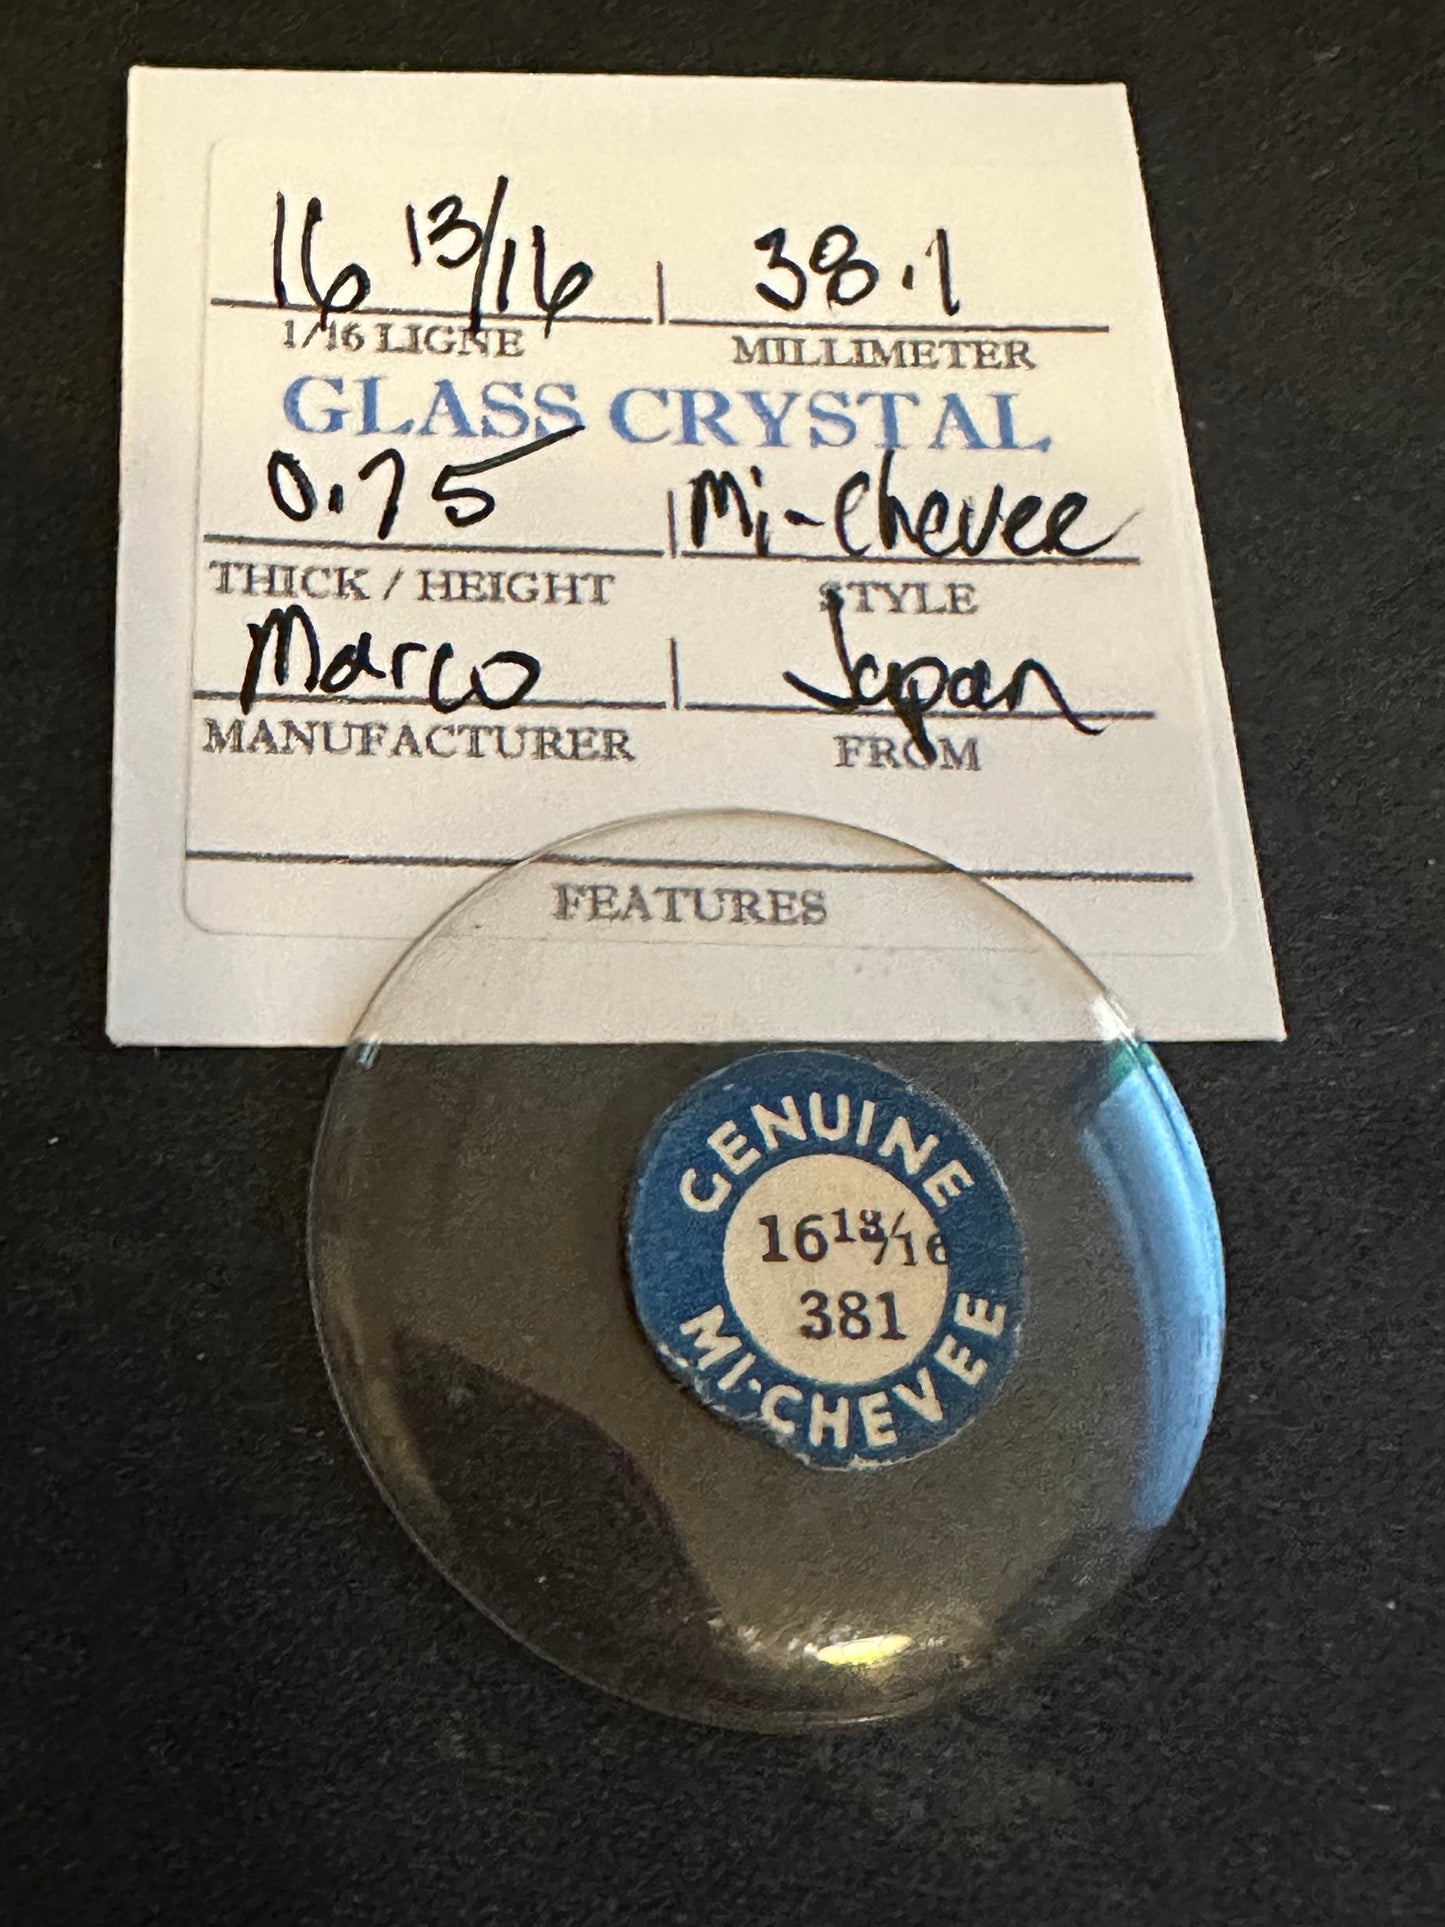 16 13/16 38.1
1/16 LIGNE MILLIMETER
GLASS CRYSTAL
0.75 Mi-Chevee
THICK / HEIGHT STYLE
Marco Japan
MANUFACTURER FROM
FEATURES
GENUINE
16 13/16
381
MI-CHEVEE